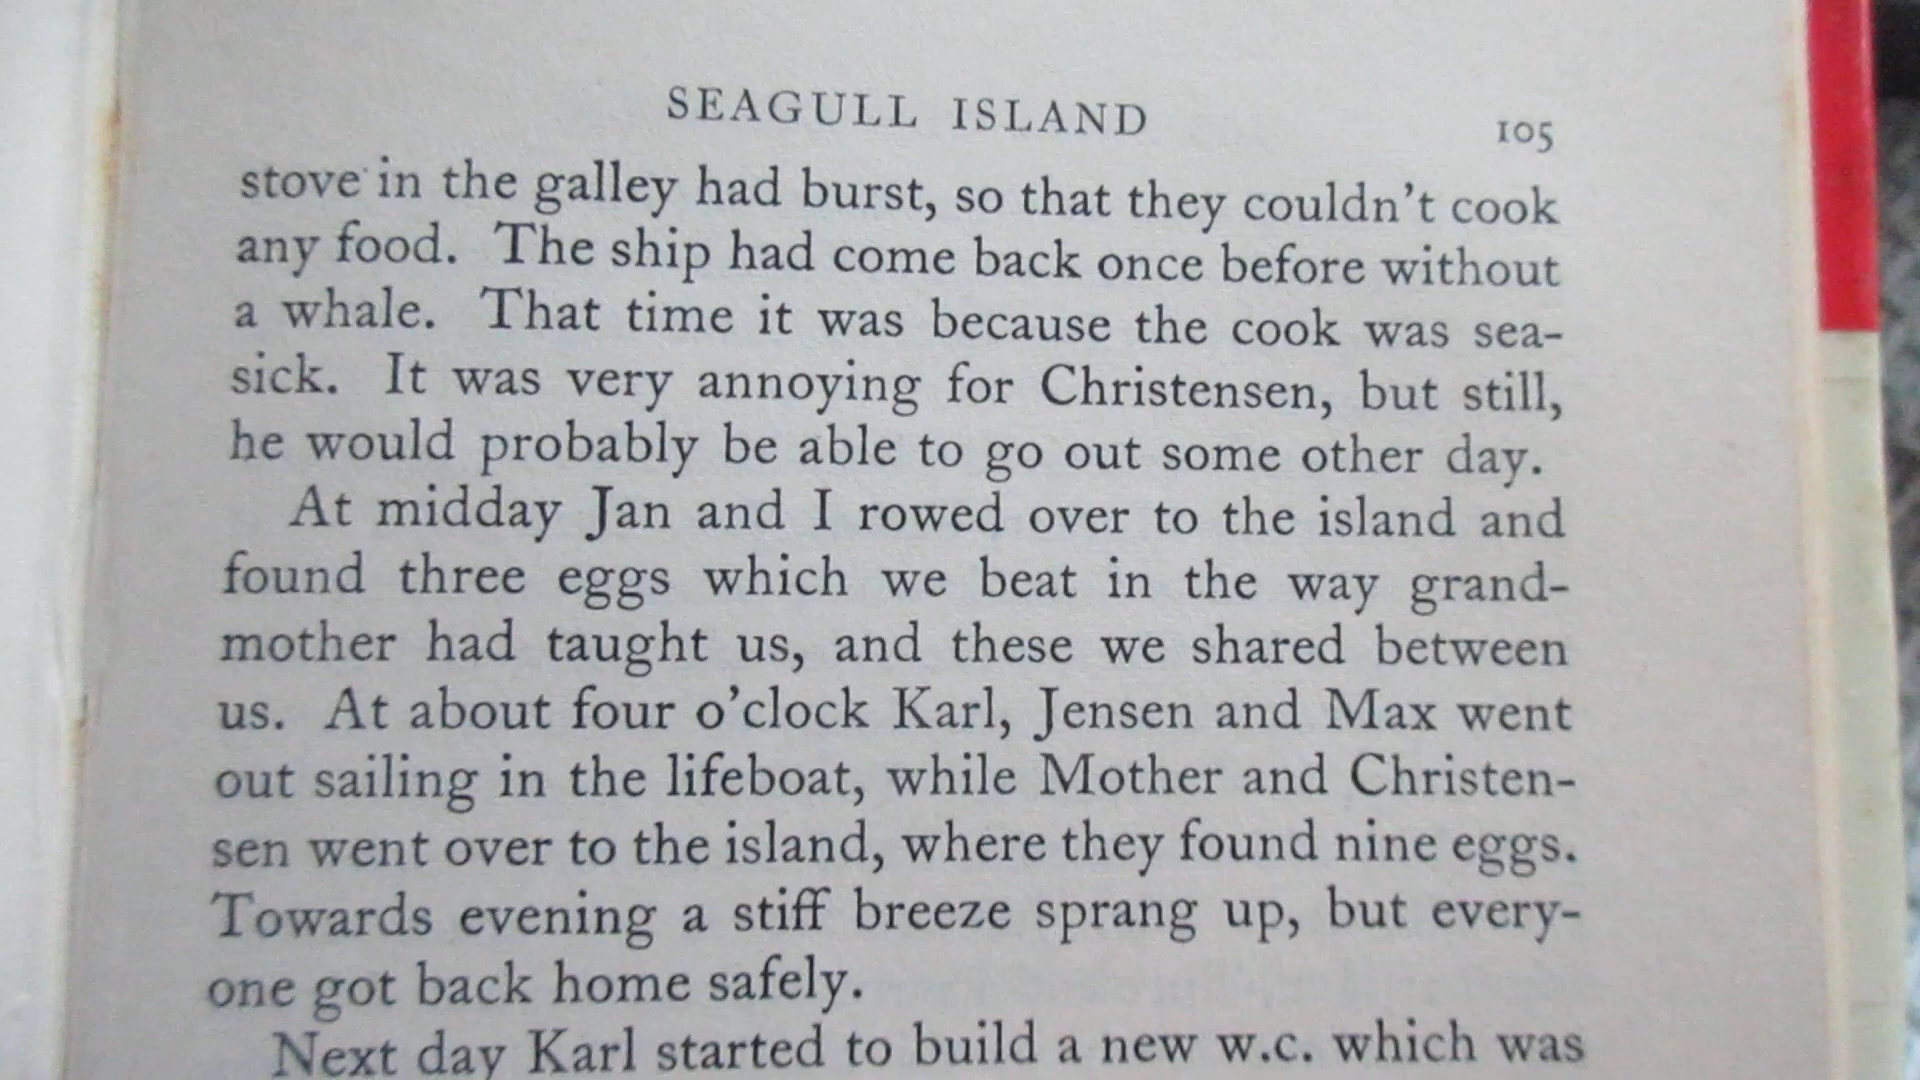 SEAGULL ISLAND 105
stove in the galley had burst, so that they couldn't cook
any food. The ship had come back once before without
a whale. That time it was because the cook was sea-
sick. It was very annoying for Christensen, but still,
he would probably be able to go out some other day.
At midday Jan and I rowed over to the island and
found three eggs which we beat in the way grand-
mother had taught us, and these we shared between
us. At about four o'clock Karl, Jensen and Max went
out sailing in the lifeboat, while Mother and Christen-
sen went over to the island, where they found nine eggs.
Towards evening a stiff breeze sprang up, but every-
one got back home safely.
Next day Karl started to build a new w.c. which was